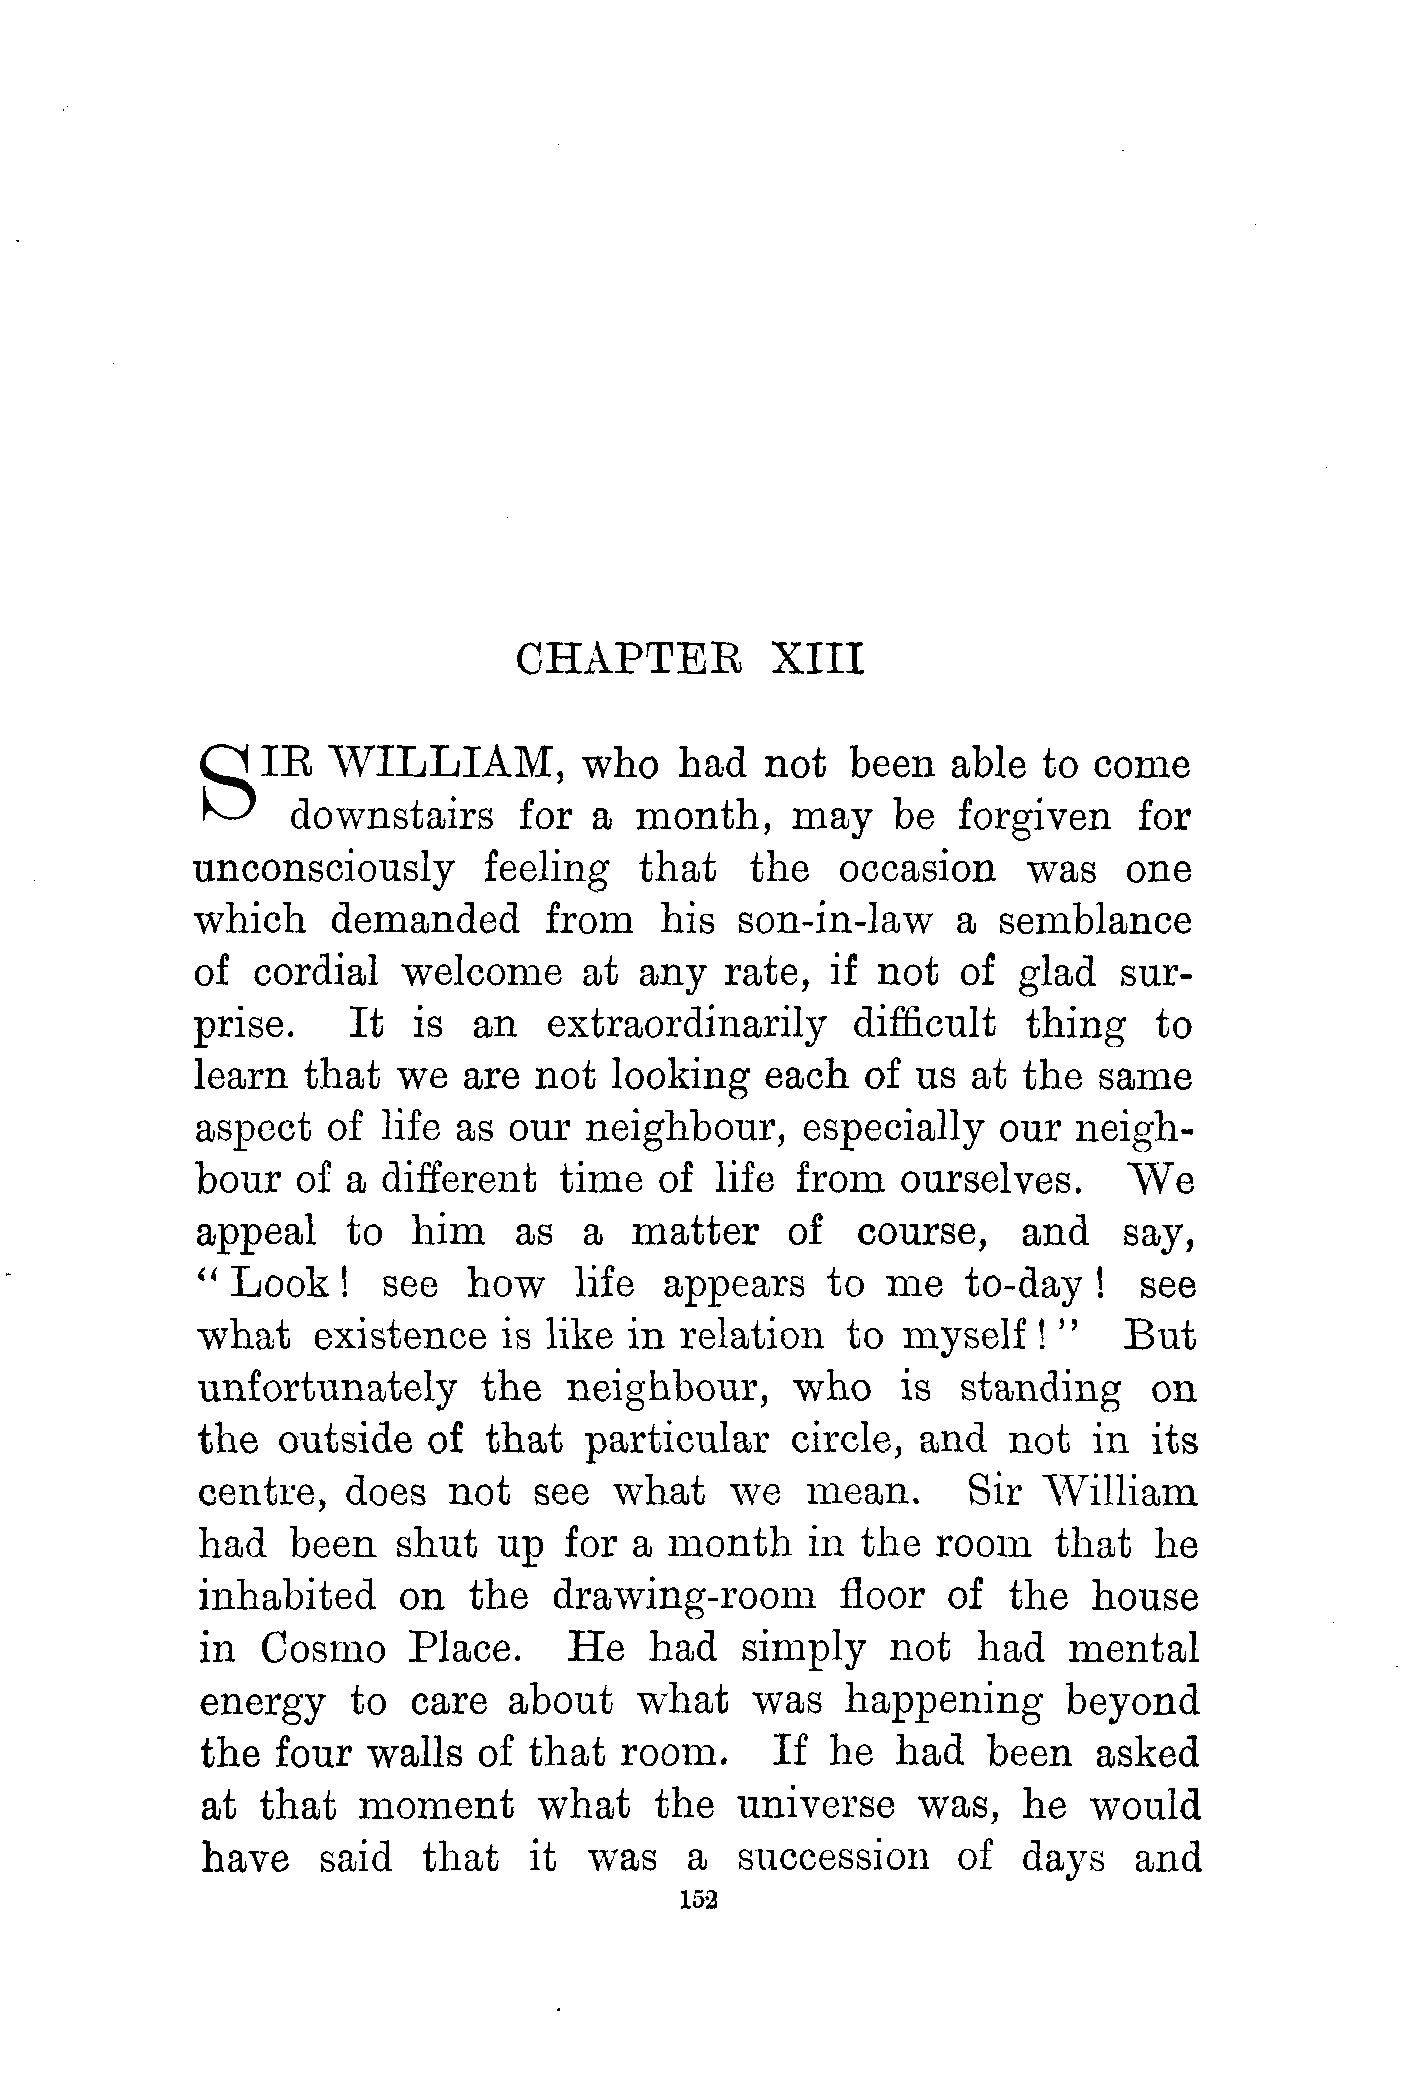 CHAPTER XIII
SIR WILLIAM, who had not been able to come
downstairs for a month, may be forgiven for
unconsciously feeling that the occasion was one
which demanded from his son-in-law a semblance
of cordial welcome at any rate, if not of glad sur-
prise. It is an extraordinarily difficult thing to
learn that we are not looking each of us at the same
aspect of life as our neighbour, especially our neigh-
bour of a different time of life from ourselves. We
appeal to him as a matter of course, and say,
“ Look ! see how life appears to me to-day ! see
what existence is like in relation to myself ! ” But
unfortunately the neighbour, who is standing on
the outside of that particular circle, and not in its
centre, does not see what we mean. Sir William
had been shut up for a month in the room that he
inhabited on the drawing-room floor of the house
in Cosmo Place. He had simply not had mental
energy to care about what was happening beyond
the four walls of that room. If he had been asked
at that moment what the universe was, he would
have said that it was a succession of days and
152